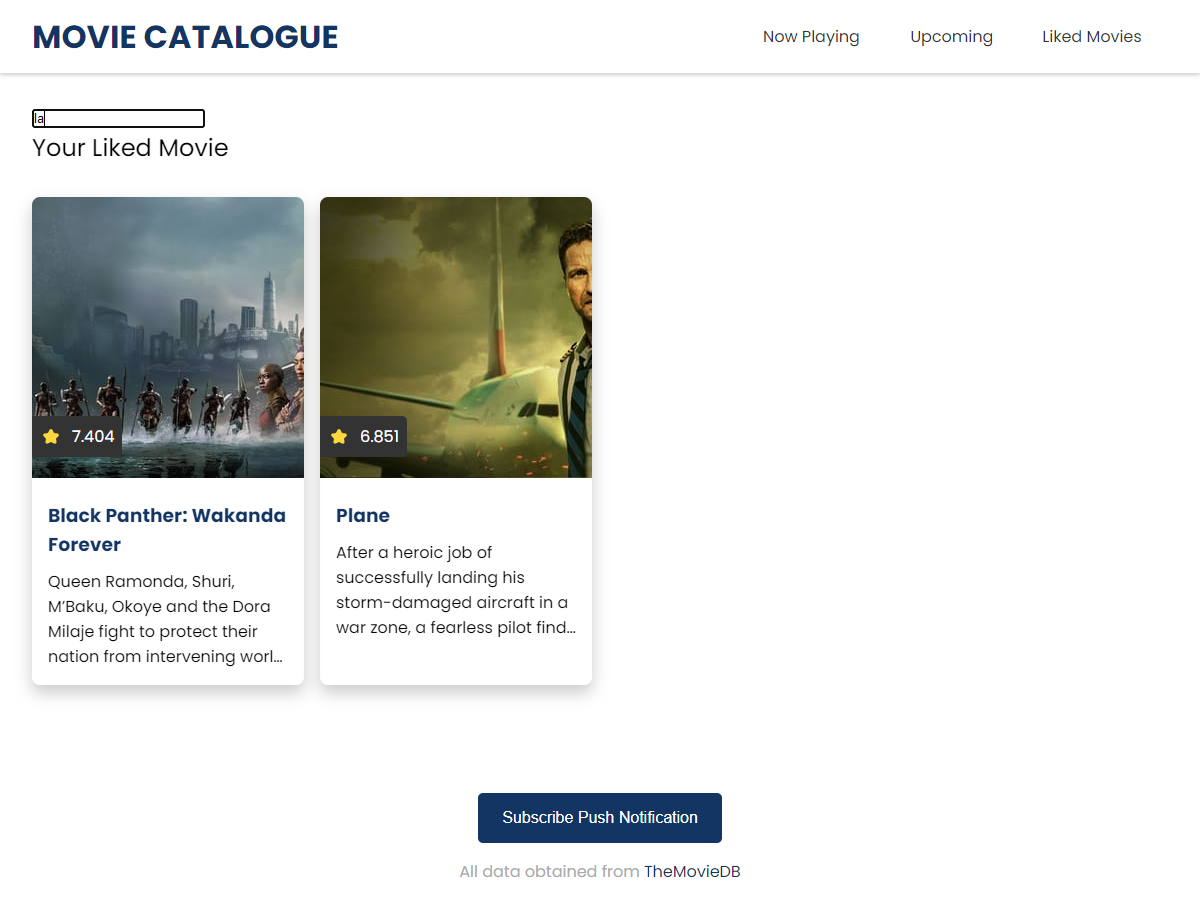 MOVIE CATALOGUE
Now Playing
Upcoming
Liked Movies
la
Your Liked Movie
7.404
6.851
Black Panther: Wakanda
Forever
Queen Ramonda, Shuri,
M’Baku, Okoye and the Dora
Milaje fight to protect their
nation from intervening worl...
Plane
After a heroic job of
successfully landing his
storm-damaged aircraft in a
war zone, a fearless pilot find...
Subscribe Push Notification
All data obtained from TheMovieDB